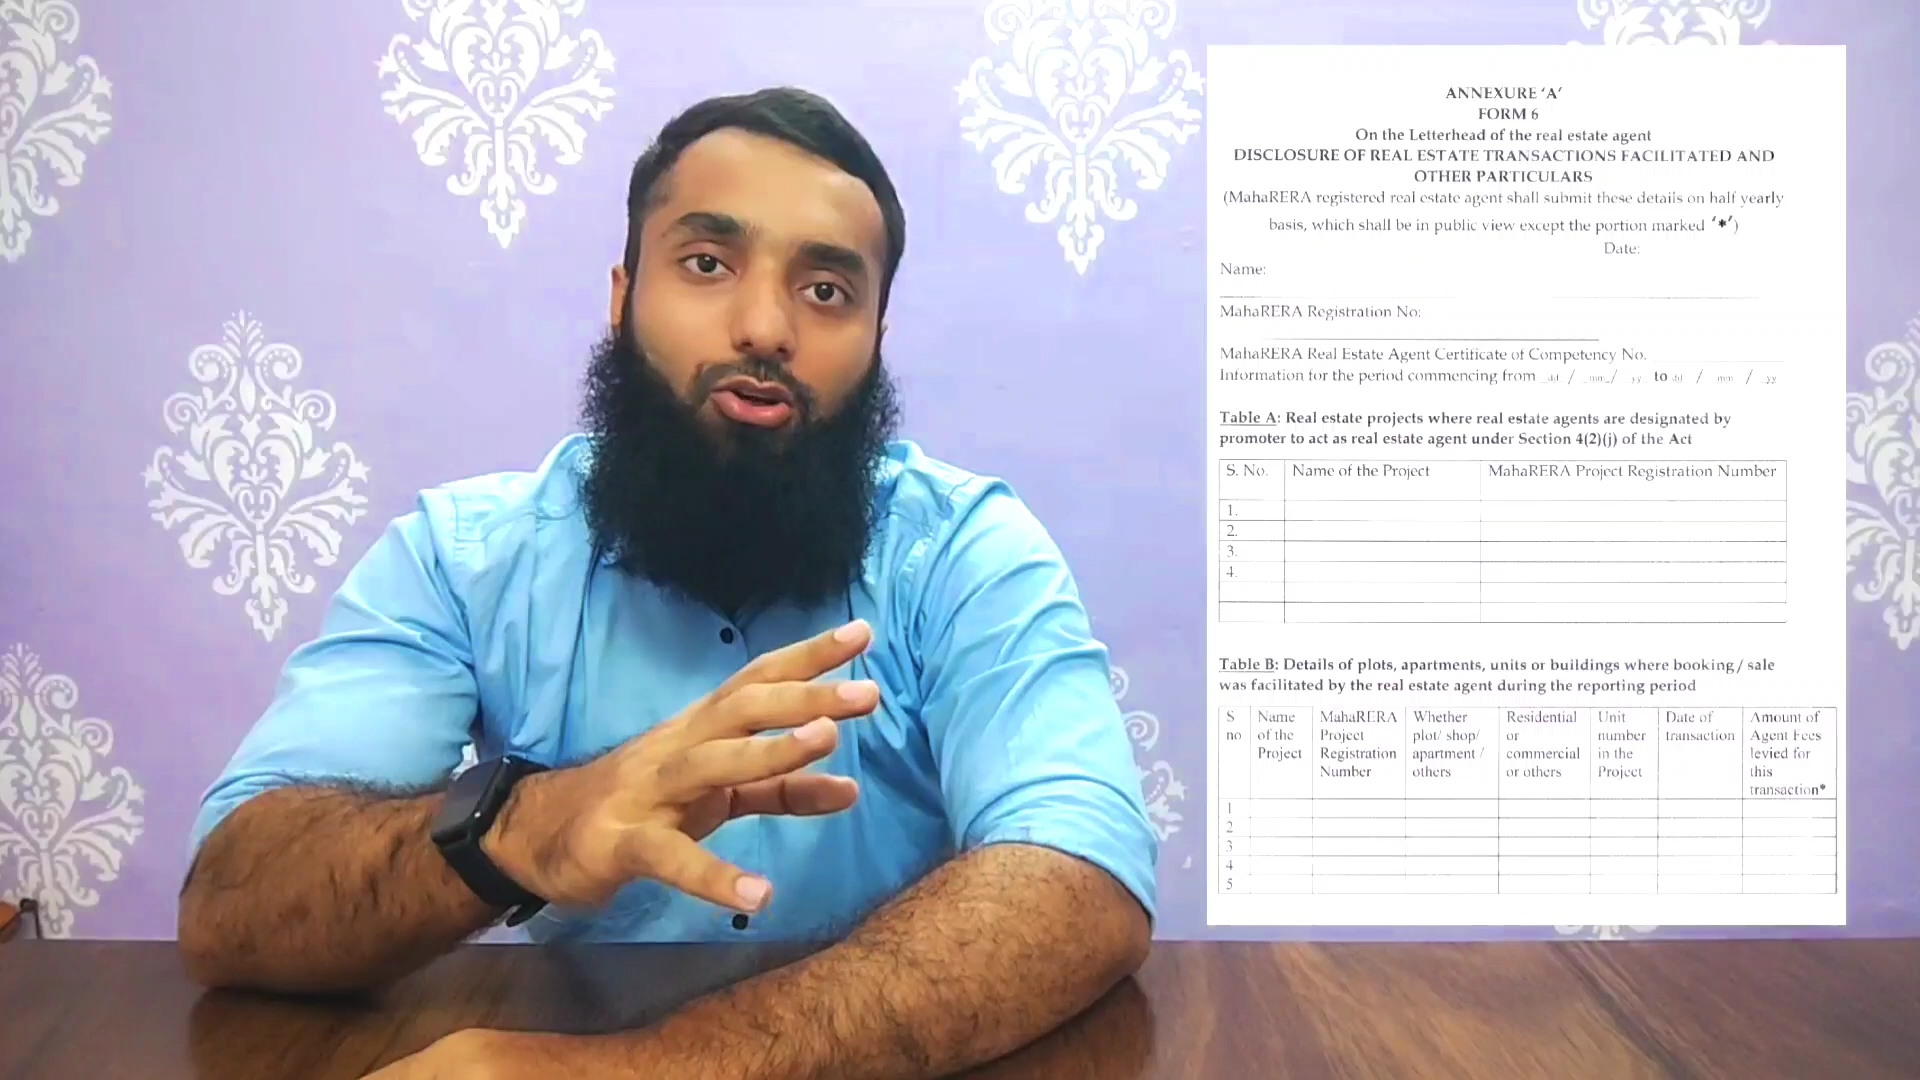 ANNEXURE ‘A’
FORM 6
On the Letterhead of the real estate agent
DISCLOSURE OF REAL ESTATE TRANSACTIONS FACILITATED AND
OTHER PARTICULARS
(MahaRERA registered real estate agent shall submit these details on half yearly
basis, which shall be in public view except the portion marked ‘*’)
Date:
Name:
MahaRERA Registration No:
MahaRERA Real Estate Agent Certificate of Competency No.
Information for the period commencing from dd / mm / yy to dd / mm / yy
Table A: Real estate projects where real estate agents are designated by
promoter to act as real estate agent under Section 4(2)(j) of the Act
S. No. Name of the Project MahaRERA Project Registration Number
1.
2.
3.
4.
Table B: Details of plots, apartments, units or buildings where booking / sale
was facilitated by the real estate agent during the reporting period
S Name MahaRERA Whether Residential Unit Date of Amount of
no of the Project plot/ shop/ or number transaction Agent Fees
Project Registration apartment / commercial in the levied for
Number others or others Project this
transaction*
1
2
3
4
5